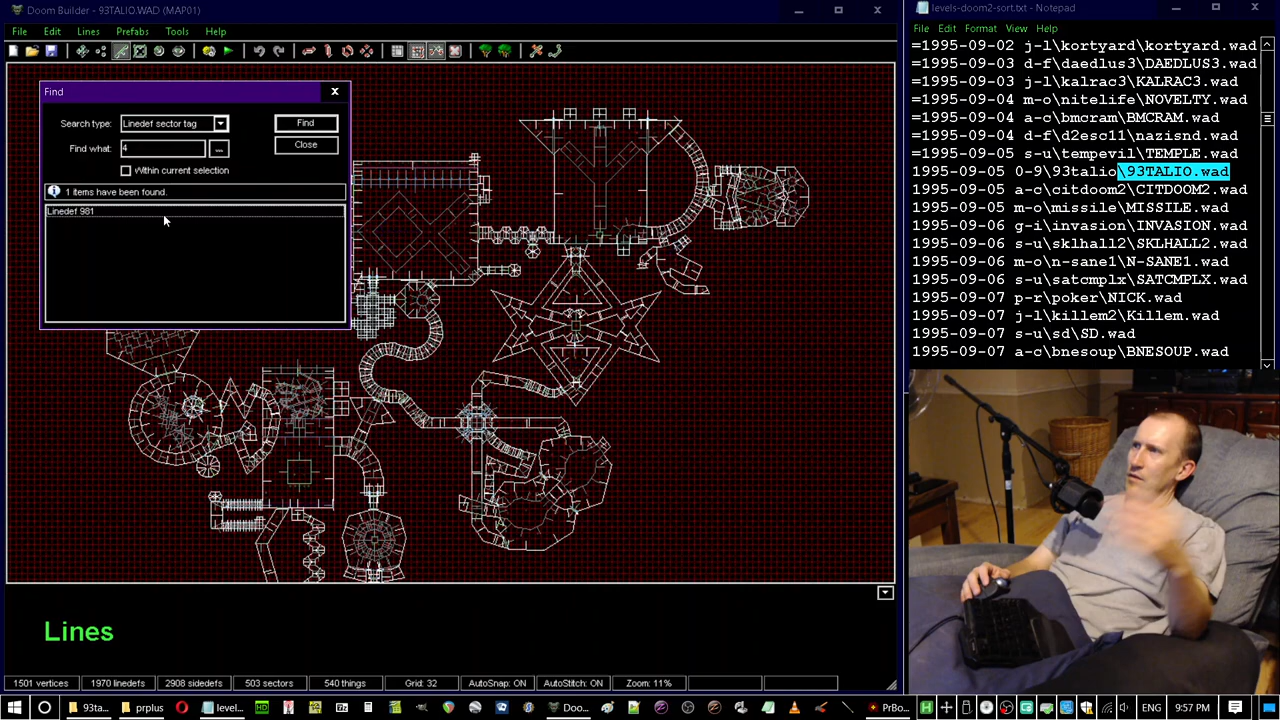 Doom Builder - 93TALIO.WAD (MAP01)
File Edit Lines Prefabs Tools Help
Find X
Search type: Linedef sector tag Find
Find what: 4 ... Close
Within current selection
1 items have been found.
Linedef 981
Lines
1501 vertices 1970 linedefs 2908 sidedefs 503 sectors 540 things Grid: 32 AutoSnap: ON AutoStitch: ON Zoom: 11%
levels-doom2-sort.txt - Notepad
File Edit Format View Help
=1995-09-02 j-l\kortyard\kortyard.wad
=1995-09-03 d-f\daedlus3\DAEDLUS3.wad
=1995-09-03 j-l\kalrac3\KALRAC3.wad
=1995-09-04 m-o\nitelife\NOVELTY.wad
=1995-09-04 a-c\bmcram\BMCRAM.wad
=1995-09-04 d-f\d2esc11\nazisnd.wad
=1995-09-04 s-u\tempevil\TEMPLE.wad
1995-09-05 0-9\93talio\93TALIO.wad
1995-09-05 a-c\citdoom2\CITDOOM2.wad
1995-09-05 m-o\missile\MISSILE.wad
1995-09-06 g-i\invasion\INVASION.wad
1995-09-06 s-u\sklhall2\SKLHALL2.wad
1995-09-06 m-o\n-sane1\N-SANE1.wad
1995-09-06 s-u\satcmplx\SATCMPLX.wad
1995-09-07 p-r\poker\NICK.wad
1995-09-07 j-l\killem2\Killem.wad
1995-09-07 s-u\sd\SD.wad
1995-09-07 a-c\bnesoup\BNESOUP.wad
93ta... prplus level... Doo... PrBo... ENG 9:57 PM